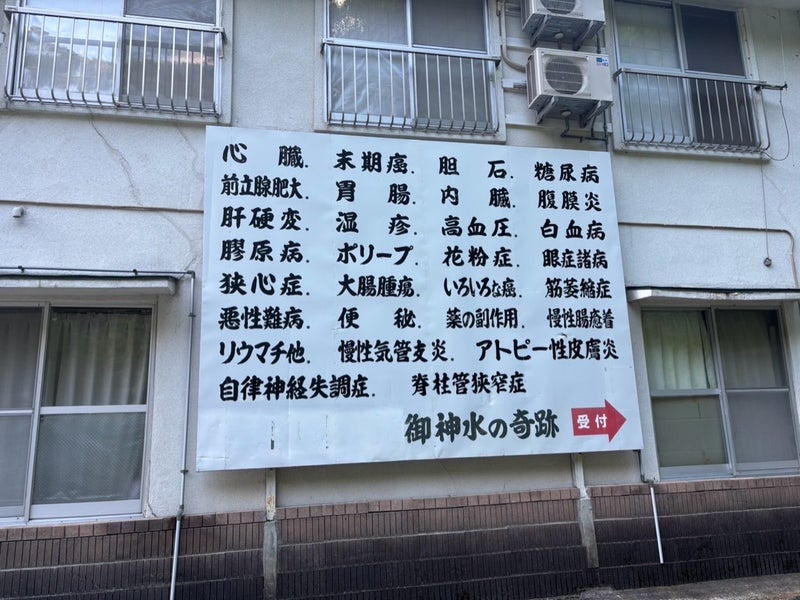 心臓. 末期癌. 胆石. 糖尿病
前立腺肥大. 胃腸. 内臓. 腹膜炎
肝硬変. 湿疹. 高血圧. 白血病
膠原病. ポリープ. 花粉症. 眼症諸病
狭心症. 大腸腫瘍. いろいろな癌. 筋萎縮症
悪性難病. 便秘. 薬の副作用. 慢性腸癒着
リウマチ他. 慢性気管支炎. アトピー性皮膚炎
自律神経失調症. 脊柱管狭窄症
御神水の奇跡 受付